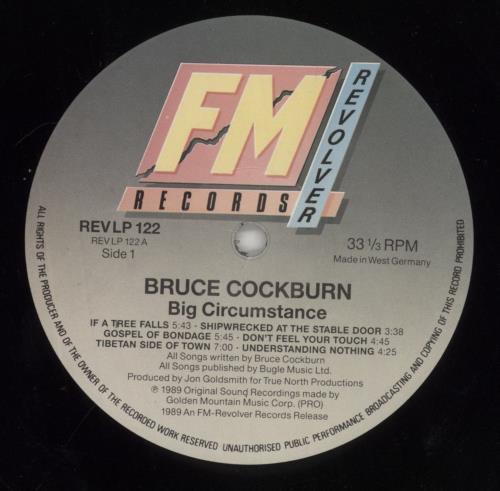 FM
REVOLVER
RECORDS
REV LP 122
REV LP 122 A
Side 1
33 1/3 RPM
Made in West Germany
BRUCE COCKBURN
Big Circumstance
IF A TREE FALLS 5:43 - SHIPWRECKED AT THE STABLE DOOR 3:38
GOSPEL OF BONDAGE 5:45 - DON'T FEEL YOUR TOUCH 4:45
TIBETAN SIDE OF TOWN 7:00 - UNDERSTANDING NOTHING 4:25
All Songs written by Bruce Cockburn
All Songs published by Bugle Music Ltd.
Produced by Jon Goldsmith for True North Productions
℗ 1989 Original Sound Recordings made by
Golden Mountain Music Corp. (PRO)
1989 An FM-Revolver Records Release
ALL RIGHTS OF THE PRODUCER AND OF THE OWNER OF THE RECORDED WORK RESERVED UNAUTHORISED PUBLIC PERFORMANCE BROADCASTING AND COPYING OF THIS RECORD PROHIBITED